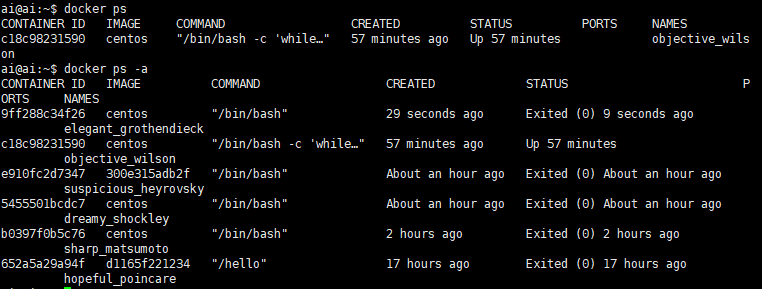 ai@ai:~$ docker ps
CONTAINER ID   IMAGE     COMMAND                  CREATED          STATUS          PORTS     NAMES
c18c98231590   centos    "/bin/bash -c 'while…"   57 minutes ago   Up 57 minutes             objective_wils
on
ai@ai:~$ docker ps -a
CONTAINER ID   IMAGE          COMMAND                  CREATED             STATUS                         P
ORTS     NAMES
9ff288c34f26   centos         "/bin/bash"              29 seconds ago      Exited (0) 9 seconds ago
         elegant_grothendieck
c18c98231590   centos         "/bin/bash -c 'while…"   57 minutes ago      Up 57 minutes
         objective_wilson
e910fc2d7347   300e315adb2f   "/bin/bash"              About an hour ago   Exited (0) About an hour ago
         suspicious_heyrovsky
5455501bcdc7   centos         "/bin/bash"              About an hour ago   Exited (0) About an hour ago
         dreamy_shockley
b0397f0b5c76   centos         "/bin/bash"              2 hours ago         Exited (0) 2 hours ago
         sharp_matsumoto
652a5a29a94f   d1165f221234   "/hello"                 17 hours ago        Exited (0) 17 hours ago
         hopeful_poincare